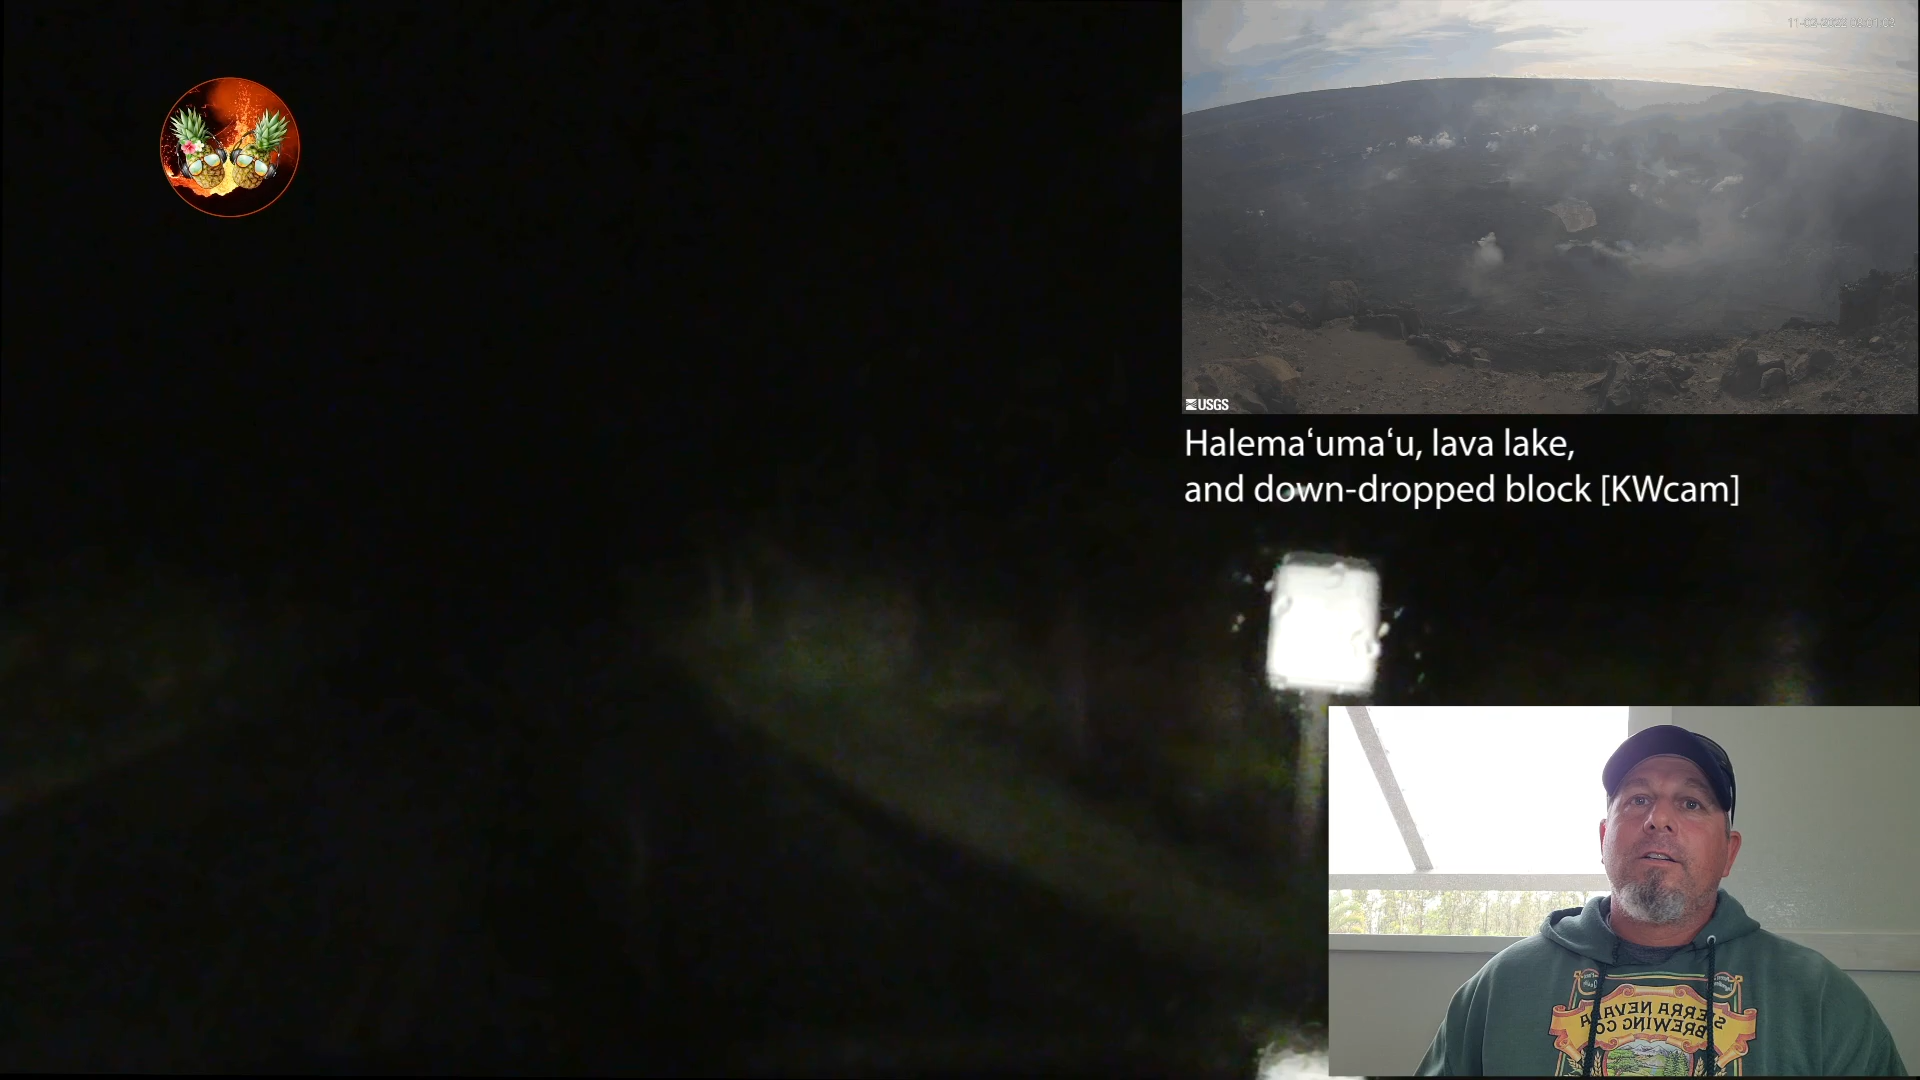 USGS
Halemaʻumaʻu, lava lake,
and down-dropped block [KWcam]
SIERRA NEVADA
BREWING CO